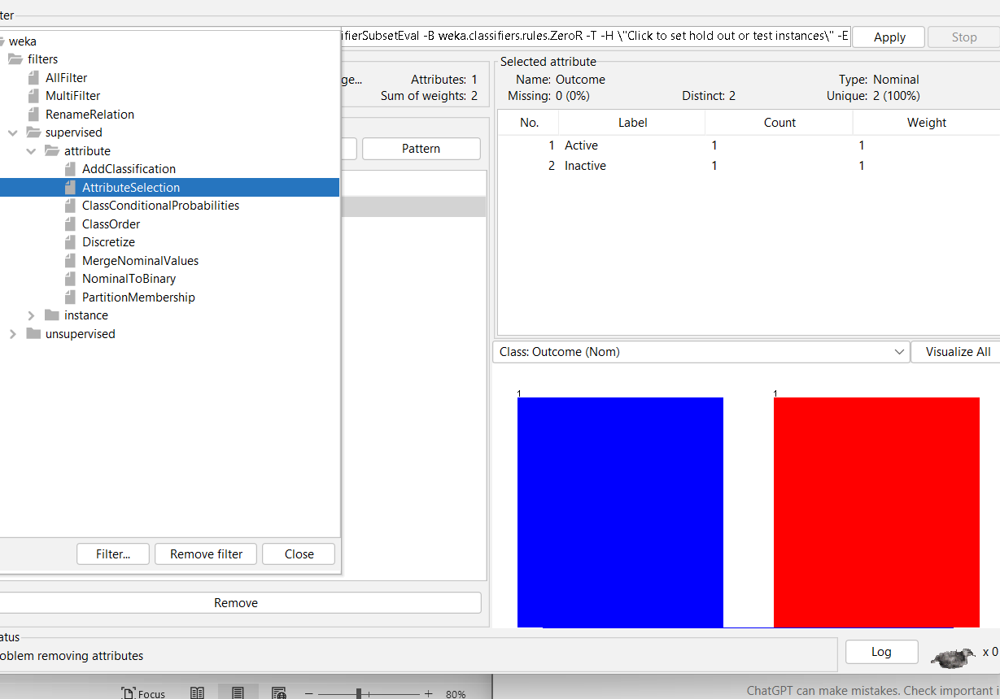 ter
weka
filters
AllFilter
MultiFilter
RenameRelation
supervised
attribute
AddClassification
AttributeSelection
ClassConditionalProbabilities
ClassOrder
Discretize
MergeNominalValues
NominalToBinary
PartitionMembership
instance
unsupervised
Filter...
Remove filter
Close
ifierSubsetEval -B weka.classifiers.rules.ZeroR -T -H \"Click to set hold out or test instances\" -E
Apply
Stop
ge...
Attributes: 1
Sum of weights: 2
Pattern
Remove
Selected attribute
Name: Outcome
Type: Nominal
Missing: 0 (0%)
Distinct: 2
Unique: 2 (100%)
No. Label Count Weight
1 Active 1 1
2 Inactive 1 1
Class: Outcome (Nom)
Visualize All
1
1
atus
oblem removing attributes
Log
x 0
Focus
80%
ChatGPT can make mistakes. Check important i